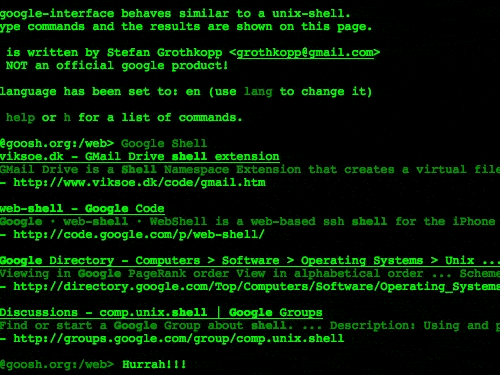 google-interface behaves similar to a unix-shell.
ype commands and the results are shown on this page.
is written by Stefan Grothkopp <grothkopp@gmail.com>
NOT an official google product!
language has been set to: en (use lang to change it)
help or h for a list of commands.
@goosh.org:/web> Google Shell
viksoe.dk - GMail Drive shell extension
GMail Drive is a Shell Namespace Extension that creates a virtual file
- http://www.viksoe.dk/code/gmail.htm
web-shell - Google Code
Google · web-shell · WebShell is a web-based ssh shell for the iPhone
- http://code.google.com/p/web-shell/
Google Directory - Computers > Software > Operating Systems > Unix ...
Viewing in Google PageRank order View in alphabetical order ... Scheme
- http://directory.google.com/Top/Computers/Software/Operating_Systems
Discussions - comp.unix.shell | Google Groups
Find or start a Google Group about shell. ... Description: Using and p
- http://groups.google.com/group/comp.unix.shell
@goosh.org:/web> Hurrah!!!